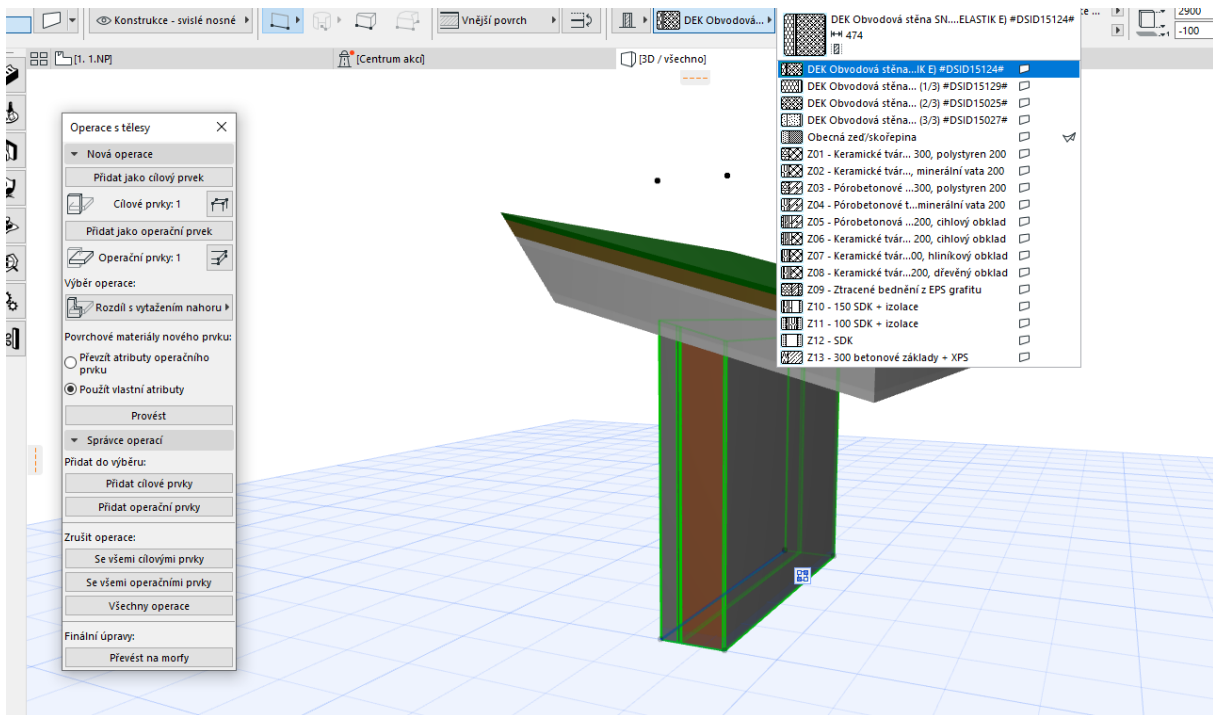 Konstrukce - svislé nosné
Vnější povrch
DEK Obvodová...
DEK Obvodová stěna SN....ELASTIK E) #DSID15124#
474
2900
-100
[1. 1.NP]
[Centrum akcí]
[3D / všechno]
DEK Obvodová stěna...IK E) #DSID15124#
DEK Obvodová stěna... (1/3) #DSID15129#
DEK Obvodová stěna... (2/3) #DSID15025#
DEK Obvodová stěna... (3/3) #DSID15027#
Obecná zeď/skořepina
Z01 - Keramické tvár... 300, polystyren 200
Z02 - Keramické tvár..., minerální vata 200
Z03 - Pórobetonové ...300, polystyren 200
Z04 - Pórobetonové t...minerální vata 200
Z05 - Pórobetonová ...200, cihlový obklad
Z06 - Keramické tvár... 200, cihlový obklad
Z07 - Keramické tvár...00, hliníkový obklad
Z08 - Keramické tvár...200, dřevěný obklad
Z09 - Ztracené bednění z EPS grafitu
Z10 - 150 SDK + izolace
Z11 - 100 SDK + izolace
Z12 - SDK
Z13 - 300 betonové základy + XPS
Operace s tělesy
Nová operace
Přidat jako cílový prvek
Cílové prvky: 1
Přidat jako operační prvek
Operační prvky: 1
Výběr operace:
Rozdíl s vytažením nahoru
Povrchové materiály nového prvku:
Převzít atributy operačního
prvku
Použít vlastní atributy
Provést
Správce operací
Přidat do výběru:
Přidat cílové prvky
Přidat operační prvky
Zrušit operace:
Se všemi cílovými prvky
Se všemi operačními prvky
Všechny operace
Finální úpravy:
Převést na morfy